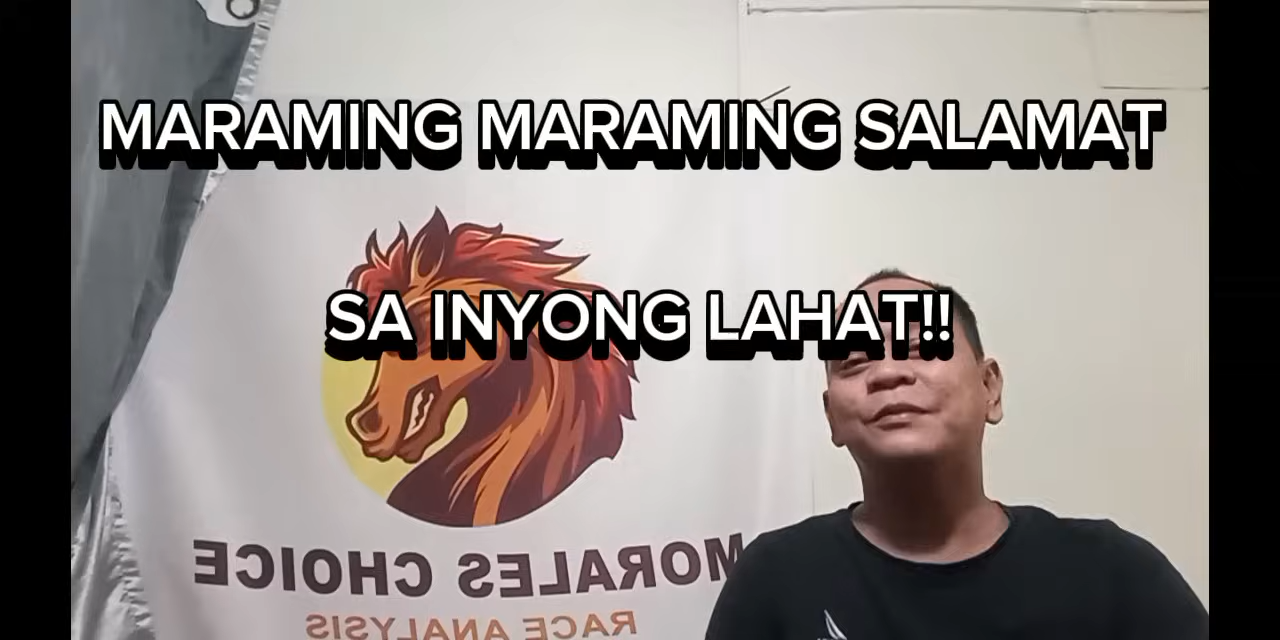 MARAMING MARAMING SALAMAT
SA INYONG LAHAT!!
MORALES CHOICE
RACE ANALYSIS